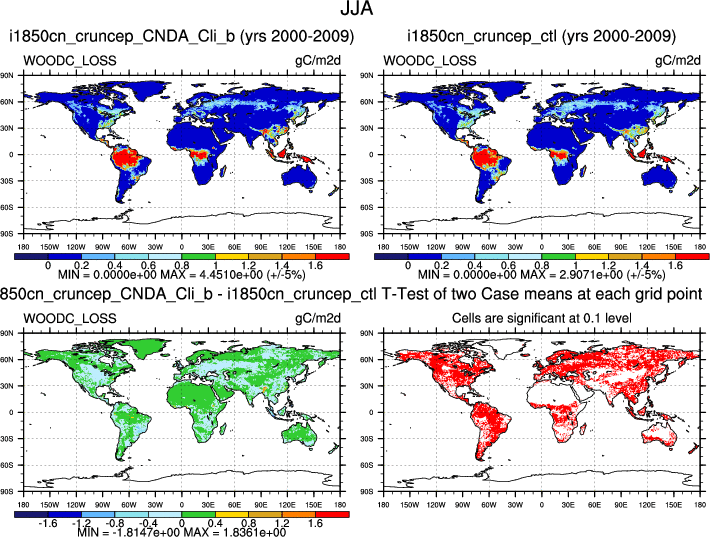 JJA
i1850cn_cruncep_CNDA_Cli_b (yrs 2000-2009)
i1850cn_cruncep_ctl (yrs 2000-2009)
WOODC_LOSS gC/m2d
WOODC_LOSS gC/m2d
90N
60N
30N
0
30S
60S
90S
180 150W 120W 90W 60W 30W 0 30E 60E 90E 120E 150E 180
0 0.2 0.4 0.6 0.8 1 1.2 1.4 1.6
MIN = 0.0000e+00 MAX = 4.4510e+00 (+/-5%)
90N
60N
30N
0
30S
60S
90S
180 150W 120W 90W 60W 30W 0 30E 60E 90E 120E 150E 180
0 0.2 0.4 0.6 0.8 1 1.2 1.4 1.6
MIN = 0.0000e+00 MAX = 2.9071e+00 (+/-5%)
850cn_cruncep_CNDA_Cli_b - i1850cn_cruncep_ctl
T-Test of two Case means at each grid point
WOODC_LOSS gC/m2d
Cells are significant at 0.1 level
90N
60N
30N
0
30S
60S
90S
180 150W 120W 90W 60W 30W 0 30E 60E 90E 120E 150E 180
-1.6 -1.2 -0.8 -0.4 0 0.4 0.8 1.2 1.6
MIN = -1.8147e+00 MAX = 1.8361e+00
90N
60N
30N
0
30S
60S
90S
180 150W 120W 90W 60W 30W 0 30E 60E 90E 120E 150E 180